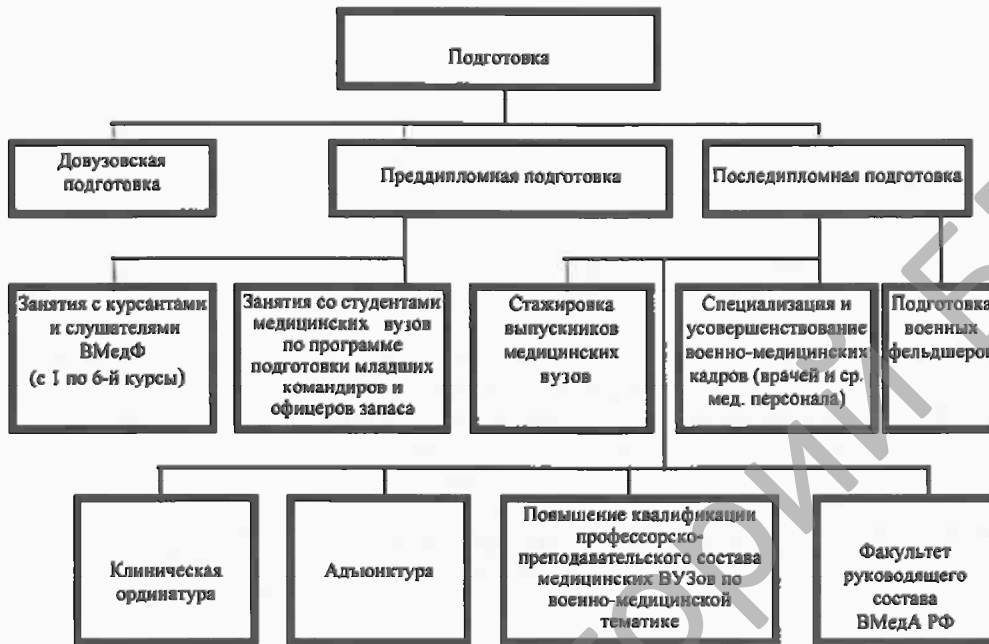 Подготовка
Довузовская
подготовка
Преддипломная подготовка
Последипломная подготовка
Занятия с курсантами
и слушателями
ВМедФ
(с 1 по 6-й курсы)
Занятия со студентами
медицинских вузов
по программе
подготовки младших
командиров и
офицеров запаса
Стажировка
выпускников
медицинских
вузов
Специализация и
усовершенствование
военно-медицинских
кадров (врачей и ср.
мед. персонала)
Подготовка
военных
фельдшеров
Клиническая
ординатура
Адъюнктура
Повышение квалификации
профессорско-
преподавательского состава
медицинских ВУЗов по
военно-медицинской
тематике
Факультет
руководящего
состава
ВМедА РФ